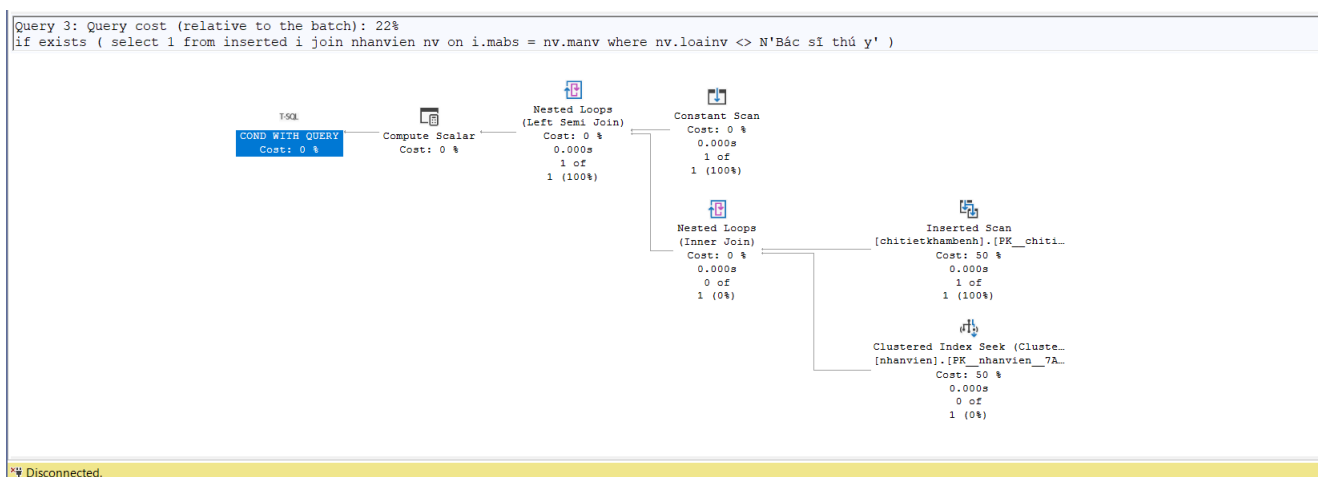 Query 3: Query cost (relative to the batch): 22%
if exists ( select 1 from inserted i join nhanvien nv on i.mabs = nv.manv where nv.loainv <> N'Bác sĩ thú y' )
T-SQL
COND WITH QUERY
Cost: 0 %
Compute Scalar
Cost: 0 %
Nested Loops
(Left Semi Join)
Cost: 0 %
0.000s
1 of
1 (100%)
Constant Scan
Cost: 0 %
0.000s
1 of
1 (100%)
Nested Loops
(Inner Join)
Cost: 0 %
0.000s
0 of
1 (0%)
Inserted Scan
[chitietkhambenh].[PK__chiti…
Cost: 50 %
0.000s
1 of
1 (100%)
Clustered Index Seek (Cluste…
[nhanvien].[PK__nhanvien__7A…
Cost: 50 %
0.000s
0 of
1 (0%)
Disconnected.